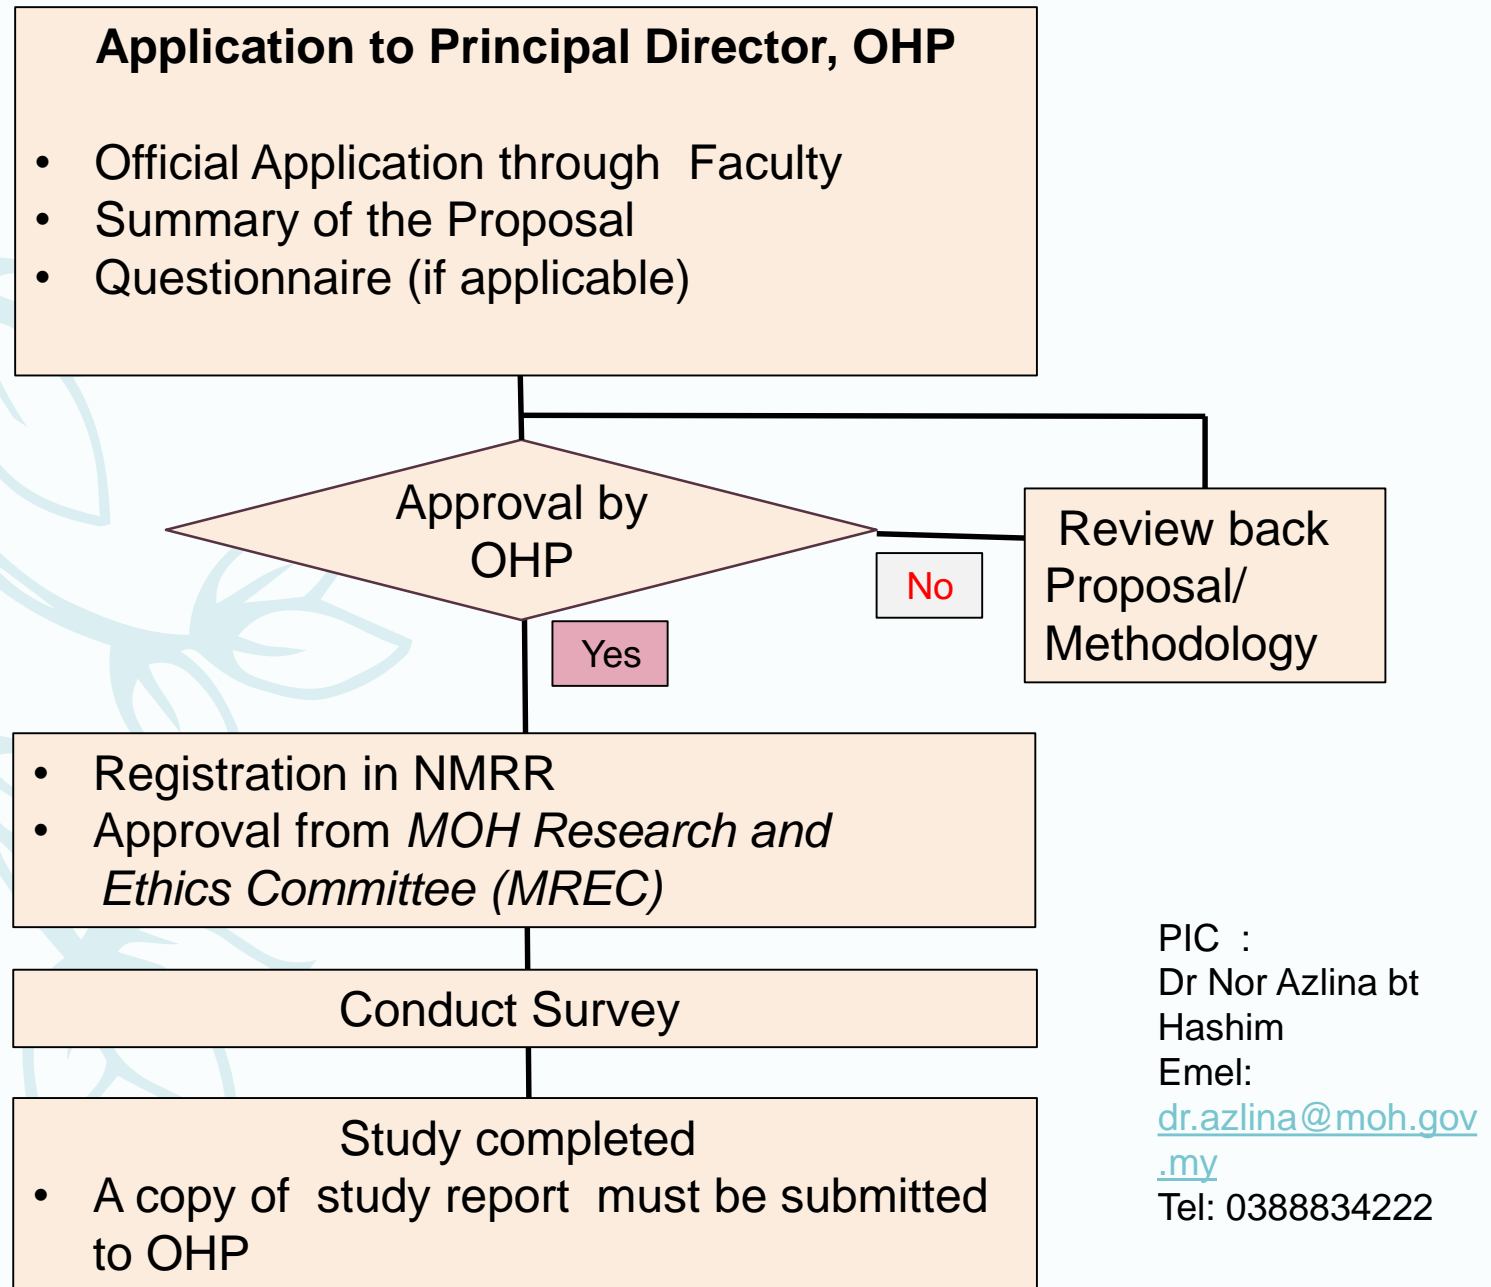 Application to Principal Director, OHP
• Official Application through Faculty
• Summary of the Proposal
• Questionnaire (if applicable)
Approval by
OHP
No
Review back
Proposal/
Methodology
Yes
• Registration in NMRR
• Approval from MOH Research and
Ethics Committee (MREC)
Conduct Survey
Study completed
• A copy of study report must be submitted
to OHP
PIC :
Dr Nor Azlina bt
Hashim
Emel:
dr.azlina@moh.gov
.my
Tel: 0388834222